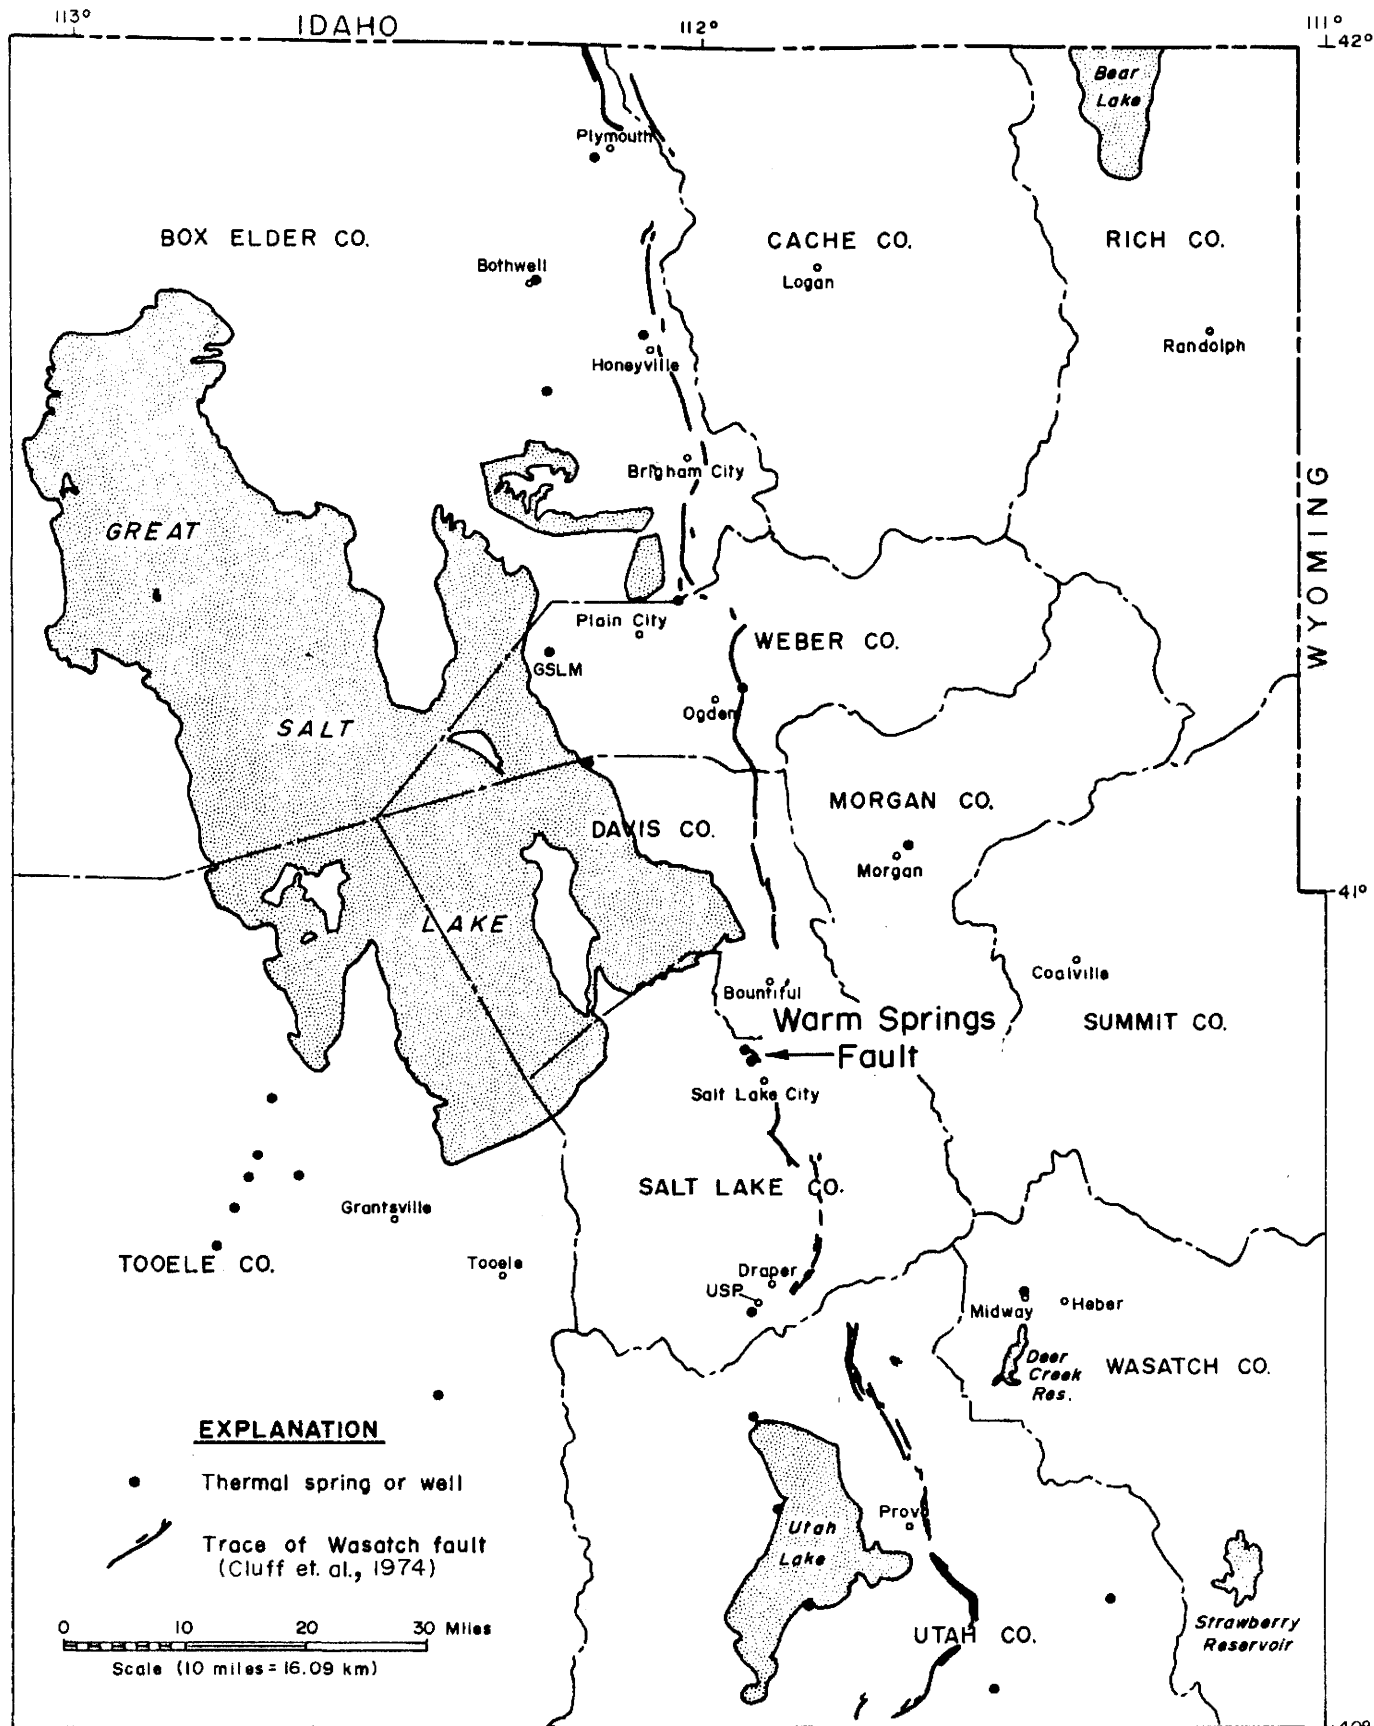 113°
IDAHO
112°
111°
42°
Bear
Lake
Plymouth
BOX ELDER CO.
CACHE CO.
RICH CO.
Bothwell
Logan
Randolph
Honeyville
Brigham City
GREAT
WYOMING
Plain City
WEBER CO.
GSLM
Ogden
SALT
MORGAN CO.
DAVIS CO.
Morgan
41°
LAKE
Coalville
Bountiful
Warm Springs
Fault
SUMMIT CO.
Salt Lake City
SALT LAKE CO.
Grantsville
TOOELE CO.
Tooele
Draper
USP
Midway
Heber
Deer
Creek
Res.
WASATCH CO.
EXPLANATION
Thermal spring or well
Trace of Wasatch fault
(Cluff et. al., 1974)
Provo
Utah
Lake
0 10 20 30 Miles
Scale (10 miles = 16.09 km)
UTAH CO.
Strawberry
Reservoir